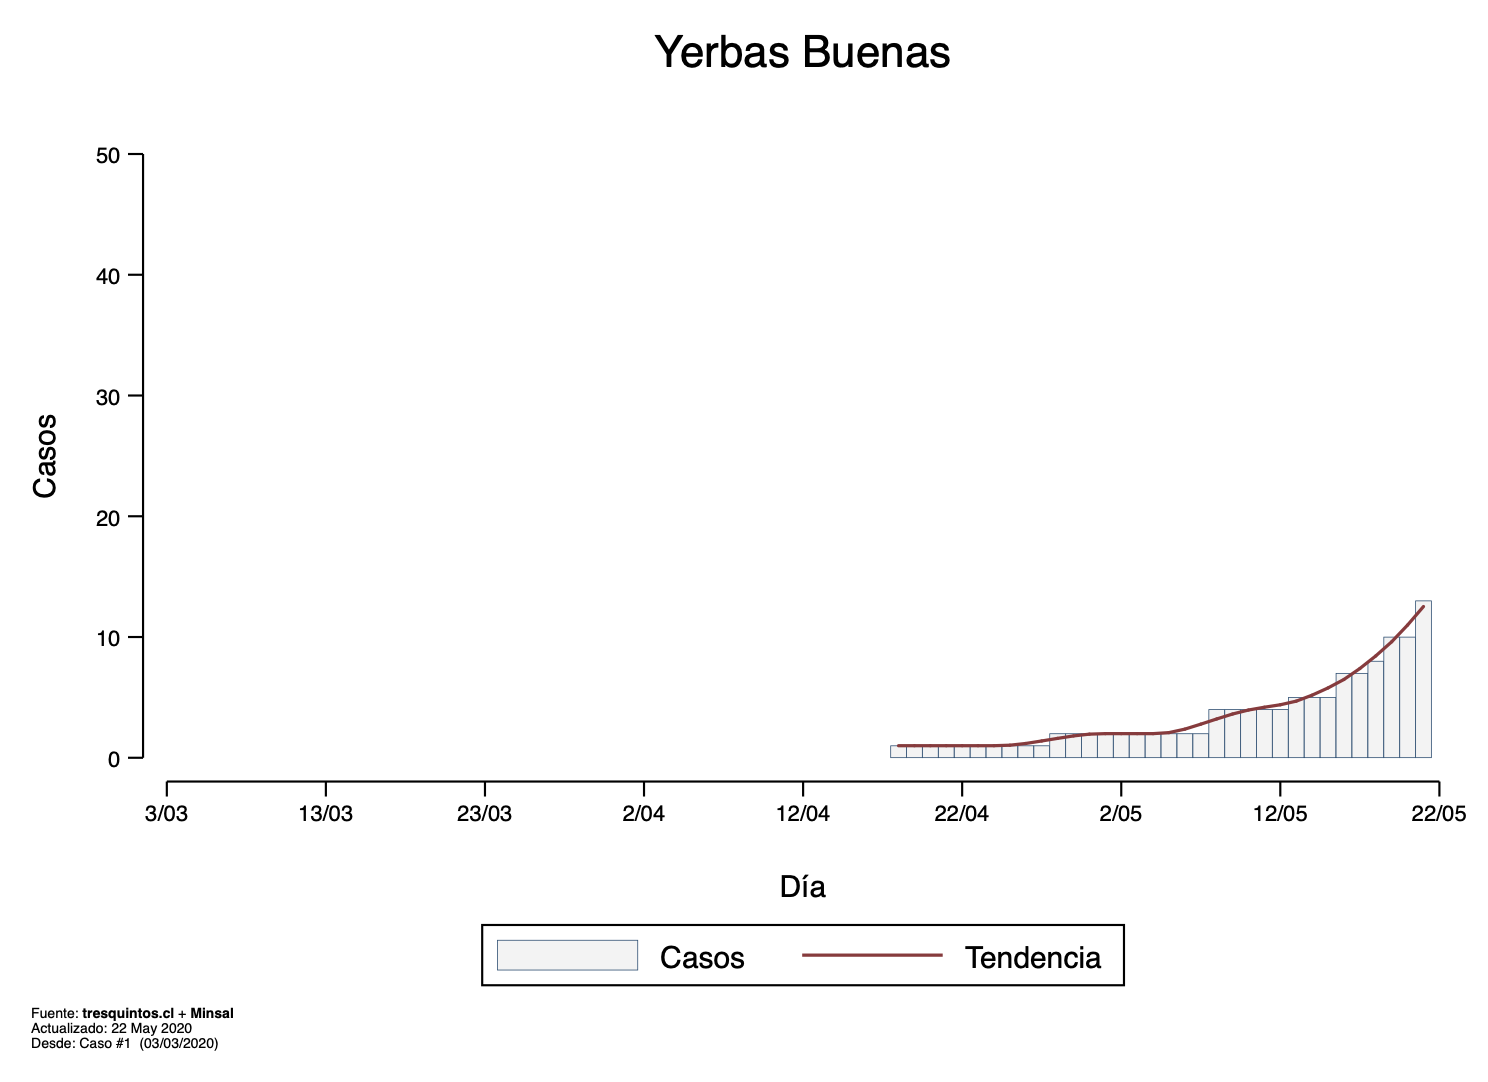 Yerbas Buenas
50
40
30
20
10
0
Casos
3/03 13/03 23/03 2/04 12/04 22/04 2/05 12/05 22/05
Día
Casos Tendencia
Fuente: tresquintos.cl + Minsal
Actualizado: 22 May 2020
Desde: Caso #1 (03/03/2020)